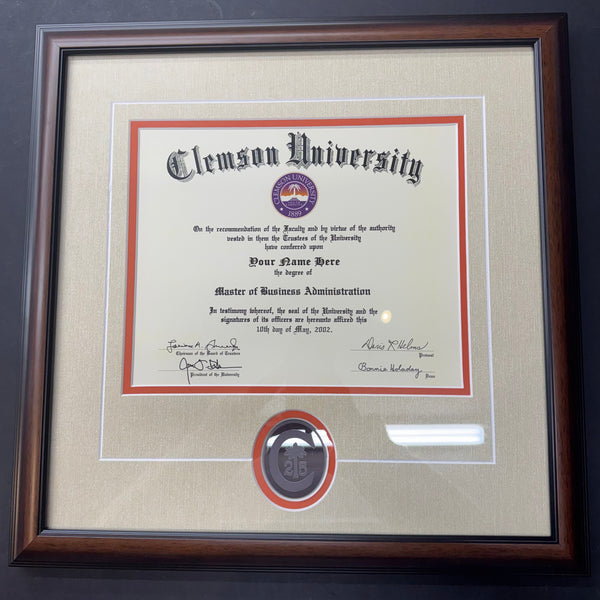 Clemson University
CLEMSON UNIVERSITY
1889
On the recommendation of the Faculty and by virtue of the authority
vested in them the Trustees of the University
have conferred upon
Your Name Here
the degree of
Master of Business Administration
In testimony whereof, the seal of the University and the
signatures of its officers are hereunto affixed this
10th day of May, 2002.
Chairman of the Board of Trustees
Doris R Helms
Provost
President of the University
Bonnie Holaday
Dean
C